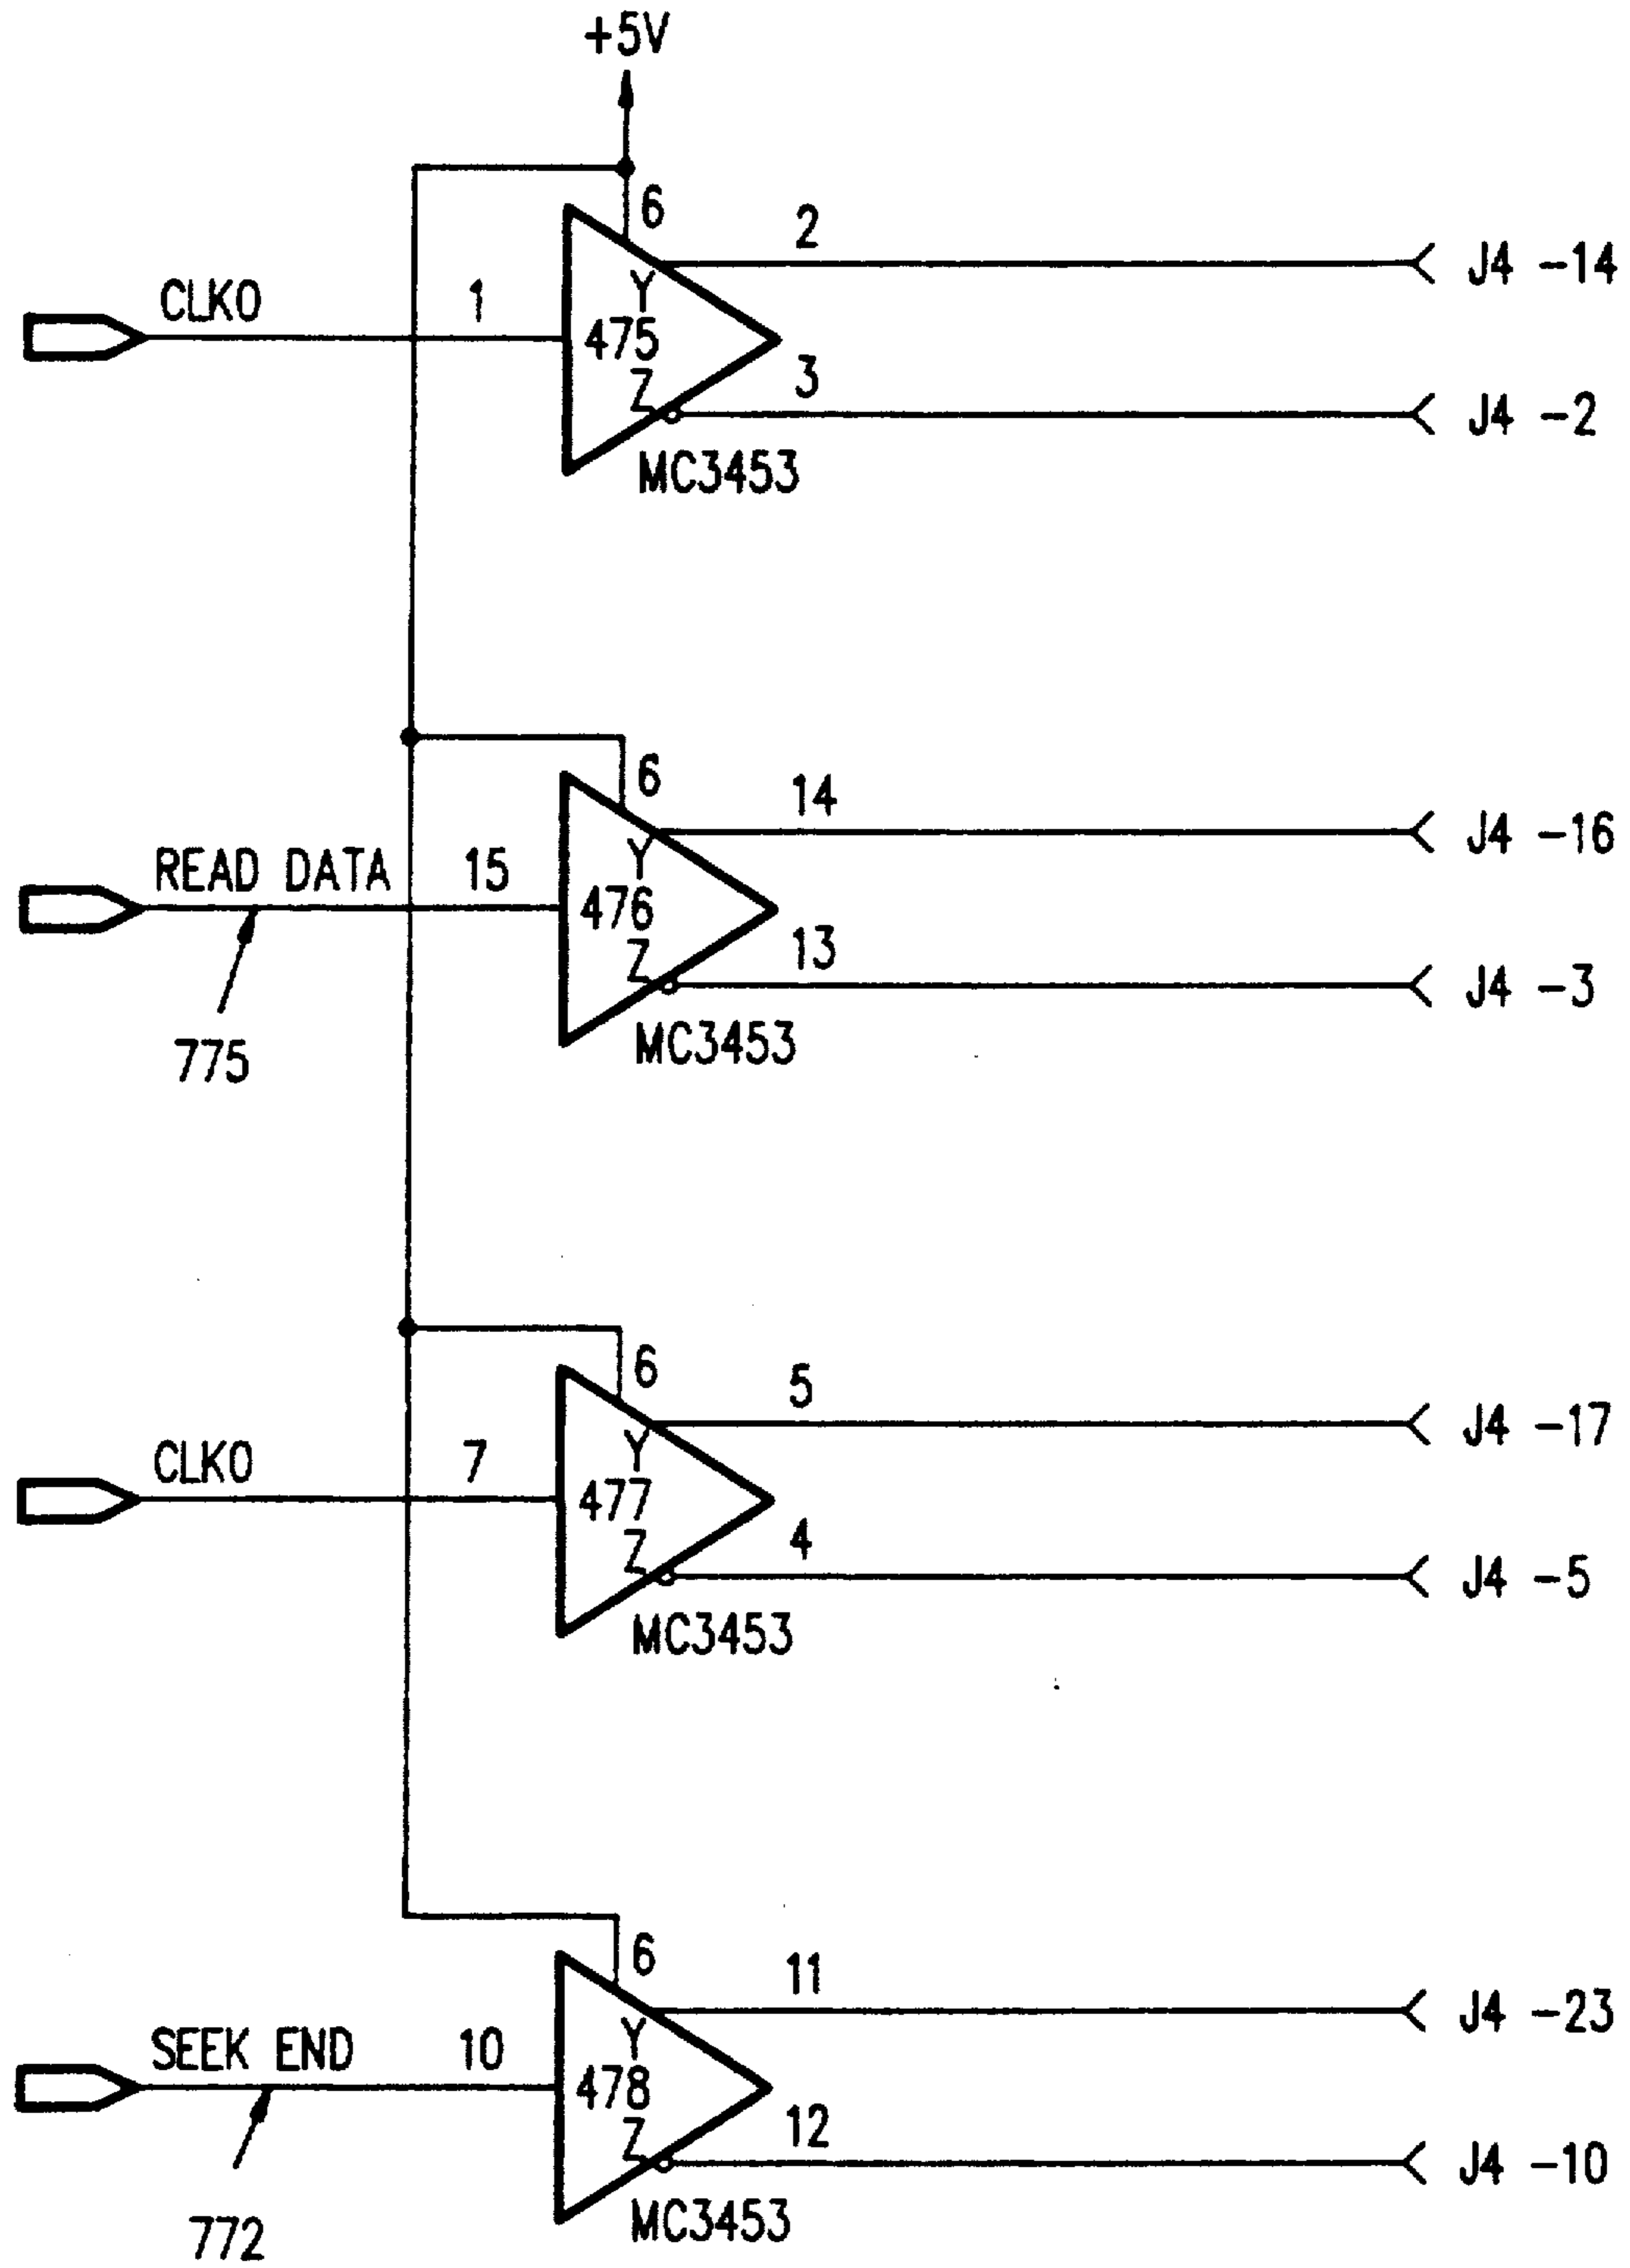 +5V
6
2
J4 -14
CLK0
1
Y
475
Z
3
J4 -2
MC3453
6
14
J4 -16
READ DATA
15
Y
476
Z
13
J4 -3
MC3453
775
6
5
J4 -17
CLK0
7
Y
477
Z
4
J4 -5
MC3453
6
11
J4 -23
SEEK END
10
Y
478
Z
12
J4 -10
MC3453
772